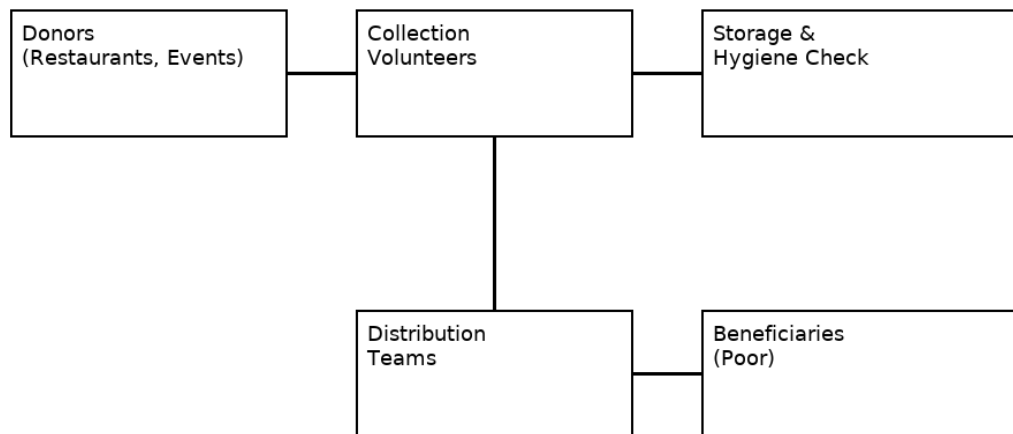 Donors
(Restaurants, Events)
Collection
Volunteers
Storage &
Hygiene Check
Distribution
Teams
Beneficiaries
(Poor)